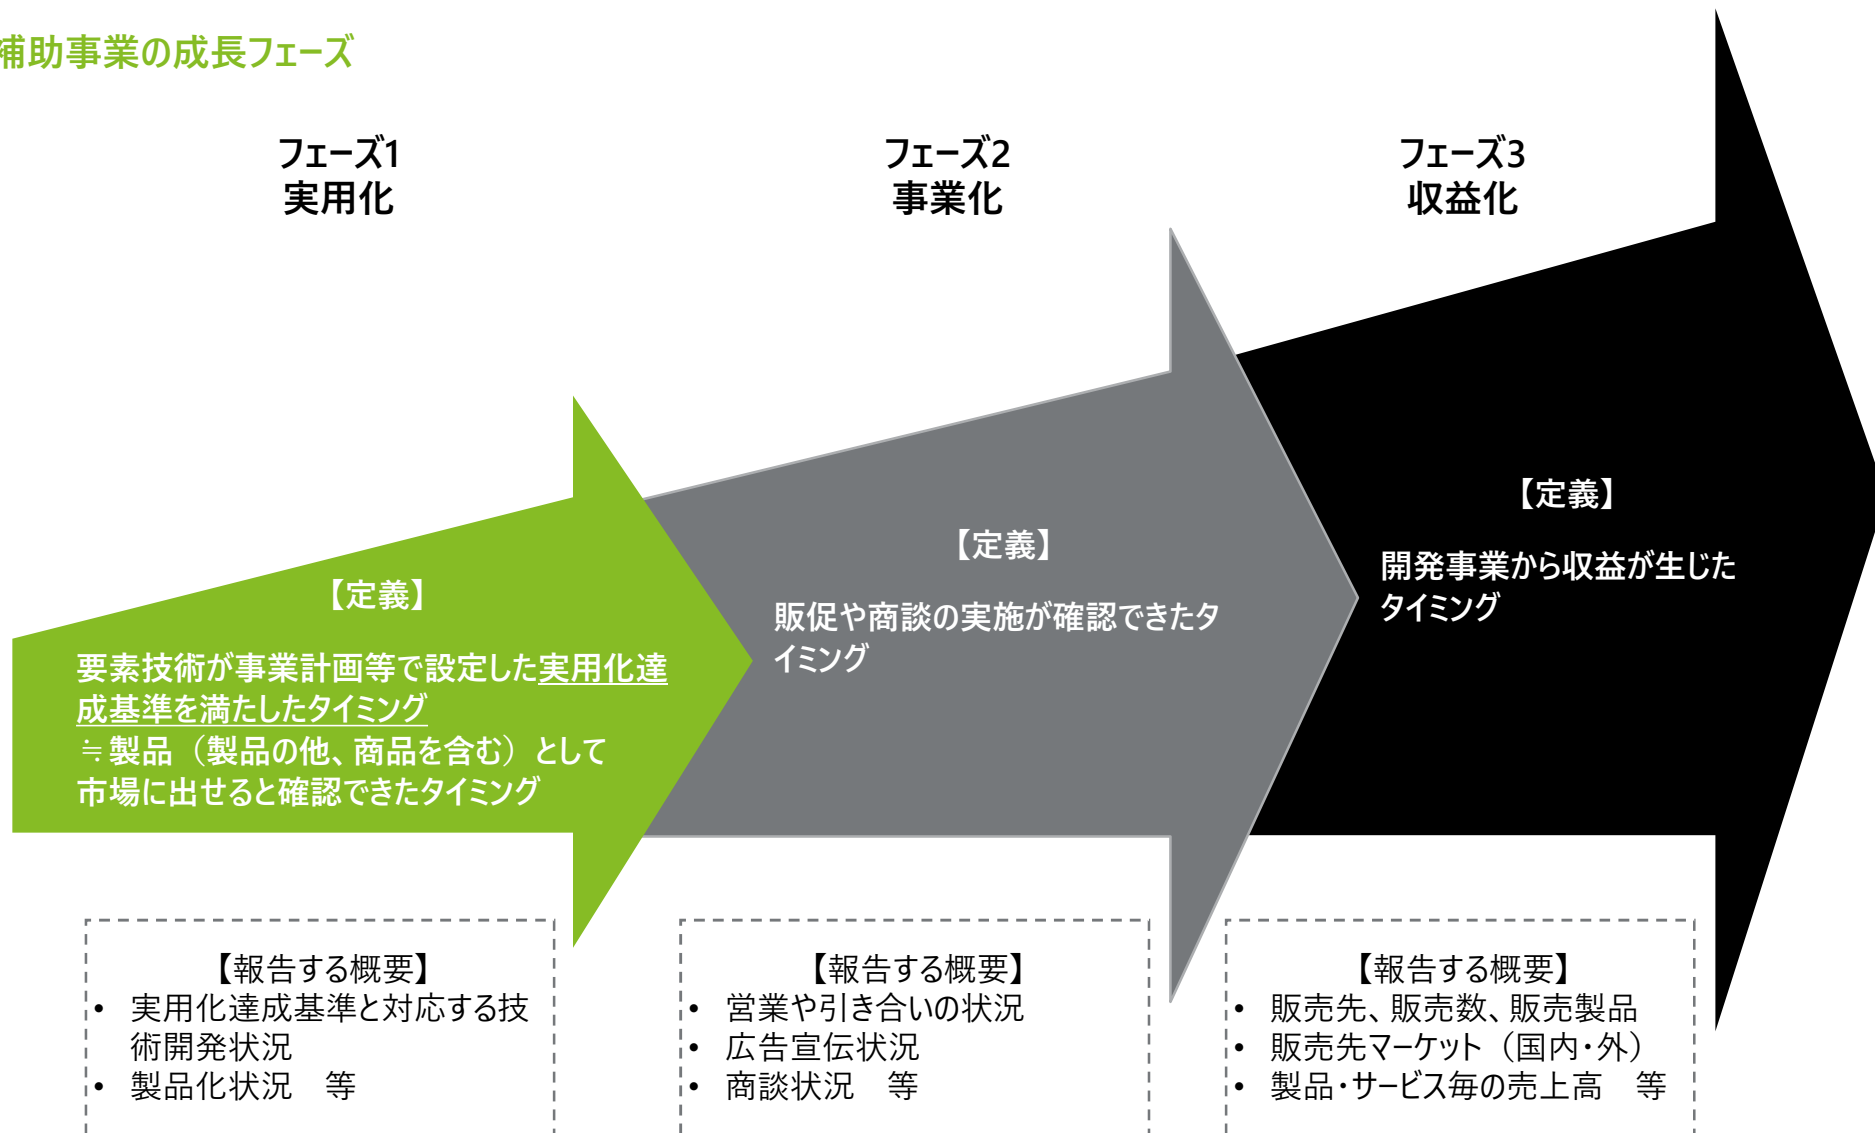 補助事業の成長フェーズ
フェーズ1
実用化
フェーズ2
事業化
フェーズ3
収益化
【定義】
要素技術が事業計画等で設定した実用化達
成基準を満たしたタイミング
≒製品（製品の他、商品を含む）として
市場に出せると確認できたタイミング
【定義】
販促や商談の実施が確認できたタ
イミング
【定義】
開発事業から収益が生じた
タイミング
【報告する概要】
• 実用化達成基準と対応する技
術開発状況
• 製品化状況　等
【報告する概要】
• 営業や引き合いの状況
• 広告宣伝状況
• 商談状況　等
【報告する概要】
• 販売先、販売数、販売製品
• 販売先マーケット（国内・外）
• 製品・サービス毎の売上高　等